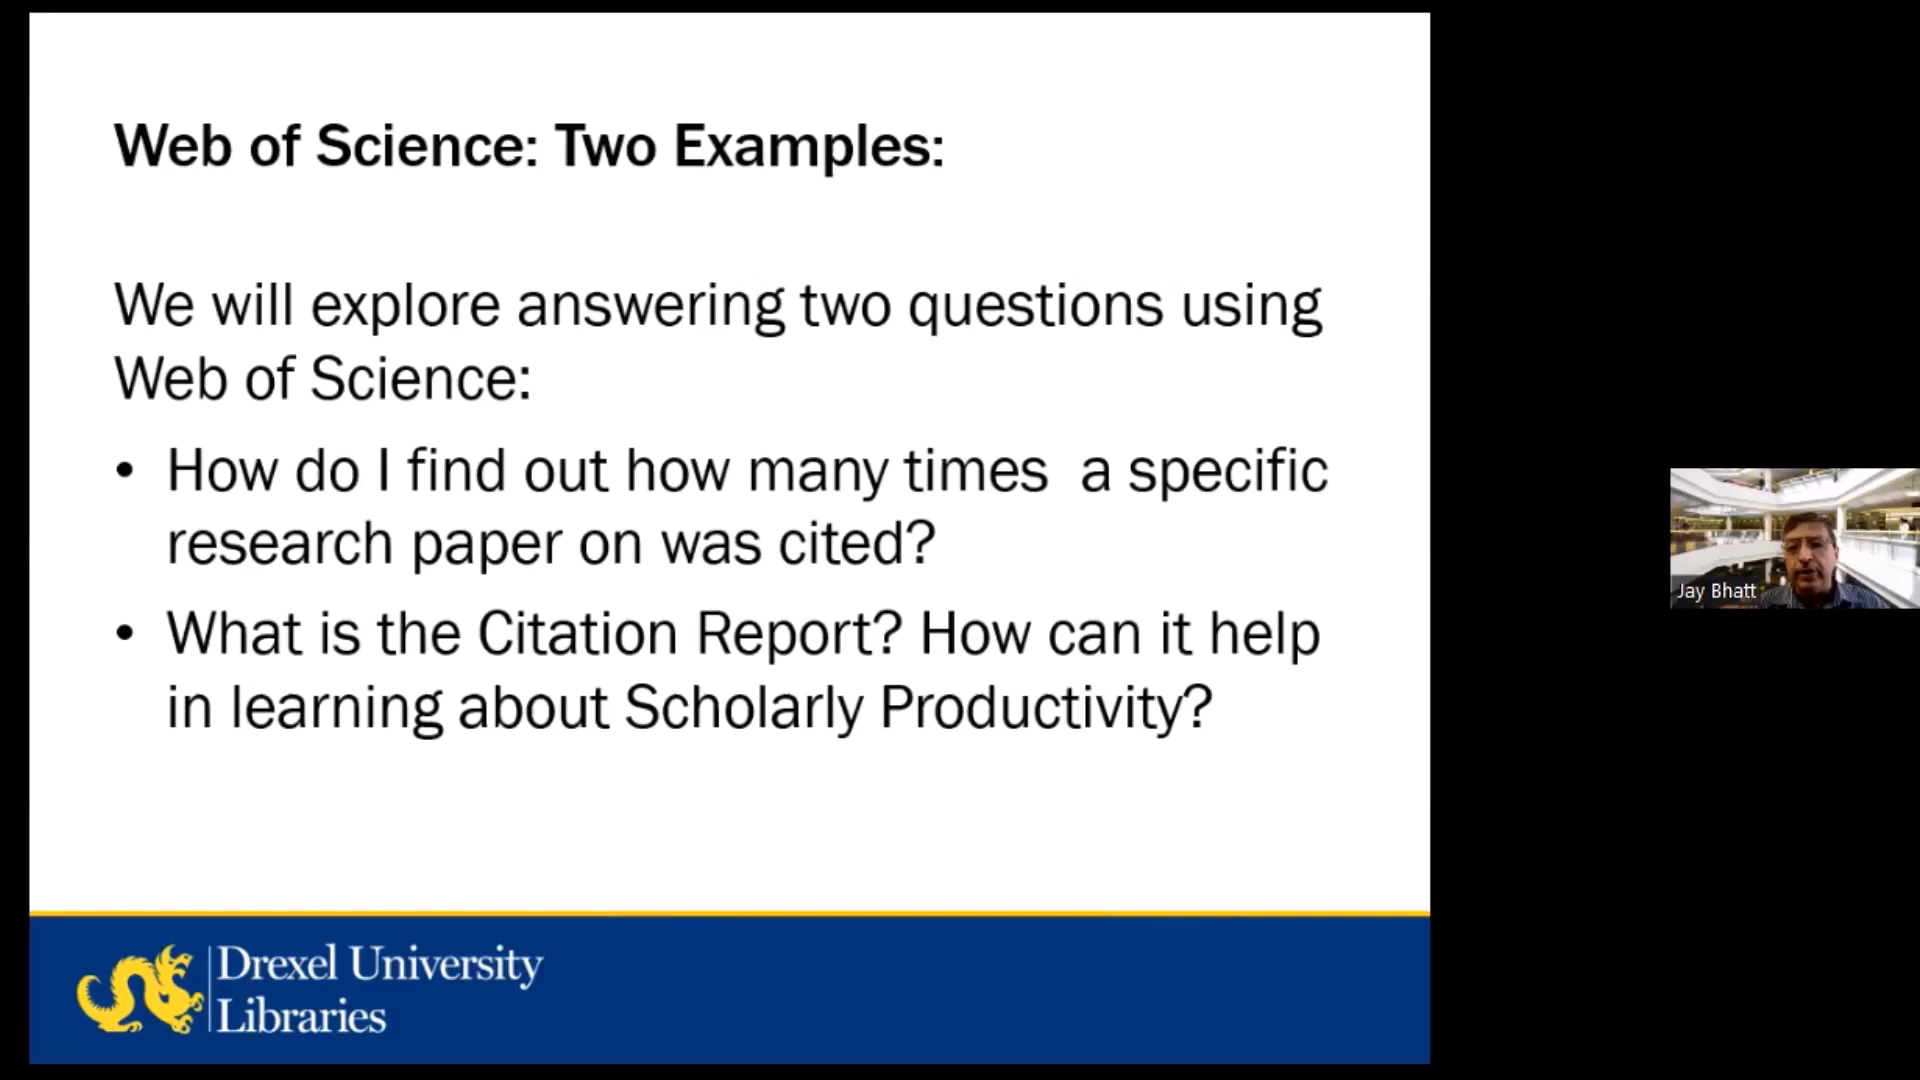 Web of Science: Two Examples:
We will explore answering two questions using
Web of Science:
• How do I find out how many times  a specific
research paper on was cited?
• What is the Citation Report? How can it help
in learning about Scholarly Productivity?
Drexel University
Libraries
Jay Bhatt